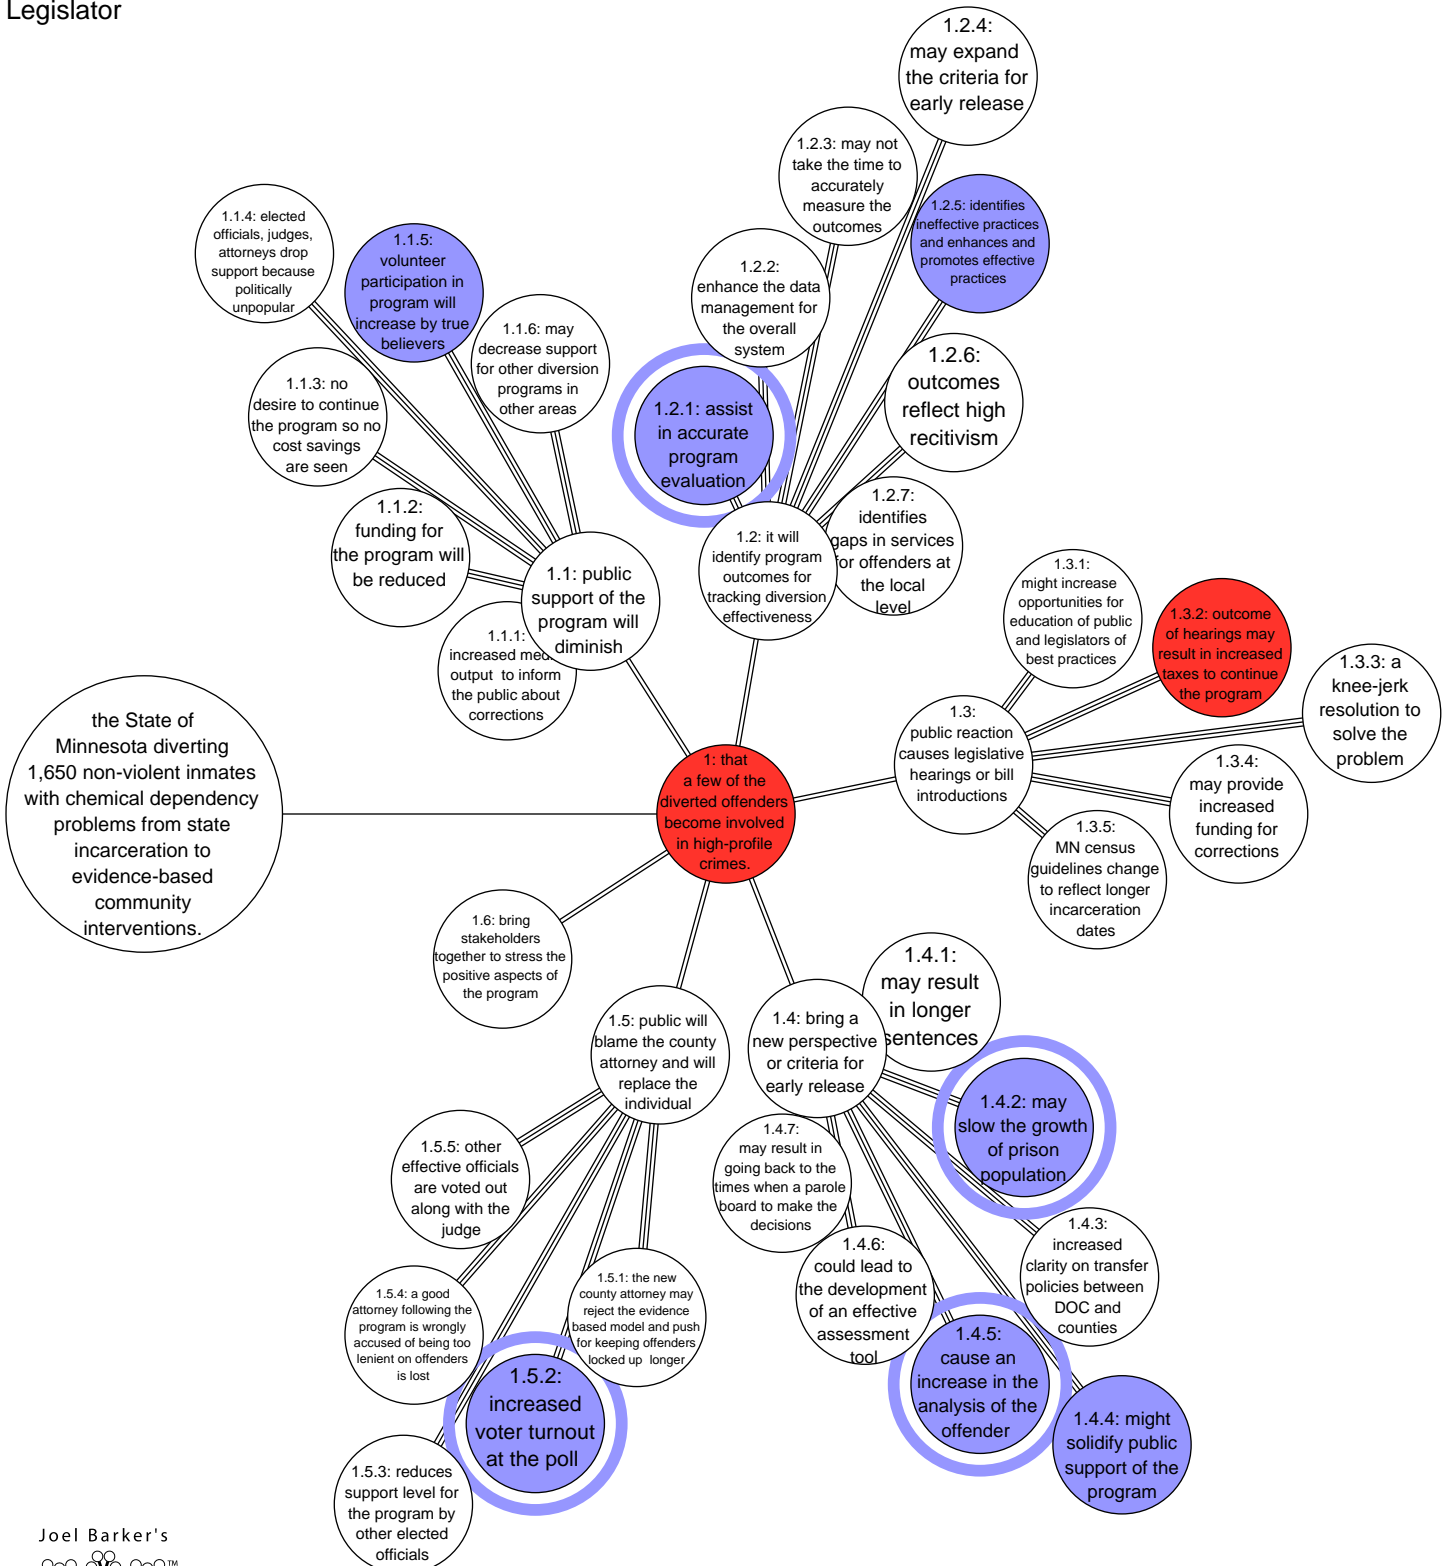 Legislator
1.2.4:
may expand
the criteria for
early release
1.2.3: may not
take the time to
accurately
measure the
outcomes
1.2.5: identifies
ineffective practices
and enhances and
promotes effective
practices
1.1.4: elected
officials, judges,
attorneys drop
support because
politically
unpopular
1.1.5:
volunteer
participation in
program will
increase by true
believers
1.2.2:
enhance the data
management for
the overall
system
1.1.6: may
decrease support
for other diversion
programs in
other areas
1.2.6:
outcomes
reflect high
recitivism
1.1.3: no
desire to continue
the program so no
cost savings
are seen
1.2.1: assist
in accurate
program
evaluation
1.2.7:
identifies
gaps in services
for offenders at
the local
level
1.1.2:
funding for
the program will
be reduced
1.2: it will
identify program
outcomes for
tracking diversion
effectiveness
1.1: public
support of the
program will
diminish
1.1.1:
increased
output  to inform
the public about
corrections
1.3.1:
might increase
opportunities for
education of public
and legislators of
best practices
1.3.2: outcome
of hearings may
result in increased
taxes to continue
the program
1.3.3: a
knee-jerk
resolution to
solve the
problem
1.3:
public reaction
causes legislative
hearings or bill
introductions
1.3.4:
may provide
increased
funding for
corrections
1.3.5:
MN census
guidelines change
to reflect longer
incarceration
dates
the State of
Minnesota diverting
1,650 non-violent inmates
with chemical dependency
problems from state
incarceration to
evidence-based
community
interventions.
1: that
a few of the
diverted offenders
become involved
in high-profile
crimes.
1.6: bring
stakeholders
together to stress the
positive aspects of
the program
1.4.1:
may result
in longer
sentences
1.5: public will
blame the county
attorney and will
replace the
individual
1.4: bring a
new perspective
or criteria for
early release
1.4.2: may
slow the growth
of prison
population
1.5.5: other
effective officials
are voted out
along with the
judge
1.4.7:
may result in
going back to the
times when a parole
board to make the
decisions
1.4.3:
increased
clarity on transfer
policies between
DOC and
counties
1.4.6:
could lead to
the development
of an effective
assessment
tool
1.5.4: a good
attorney following the
program is wrongly
accused of being too
lenient on offenders
is lost
1.5.1: the new
county attorney may
reject the evidence
based model and push
for keeping offenders
locked up  longer
1.5.2:
increased
voter turnout
at the poll
1.4.5:
cause an
increase in the
analysis of the
offender
1.4.4: might
solidify public
support of the
program
1.5.3: reduces
support level for
the program by
other elected
officials
Joel Barker's
™